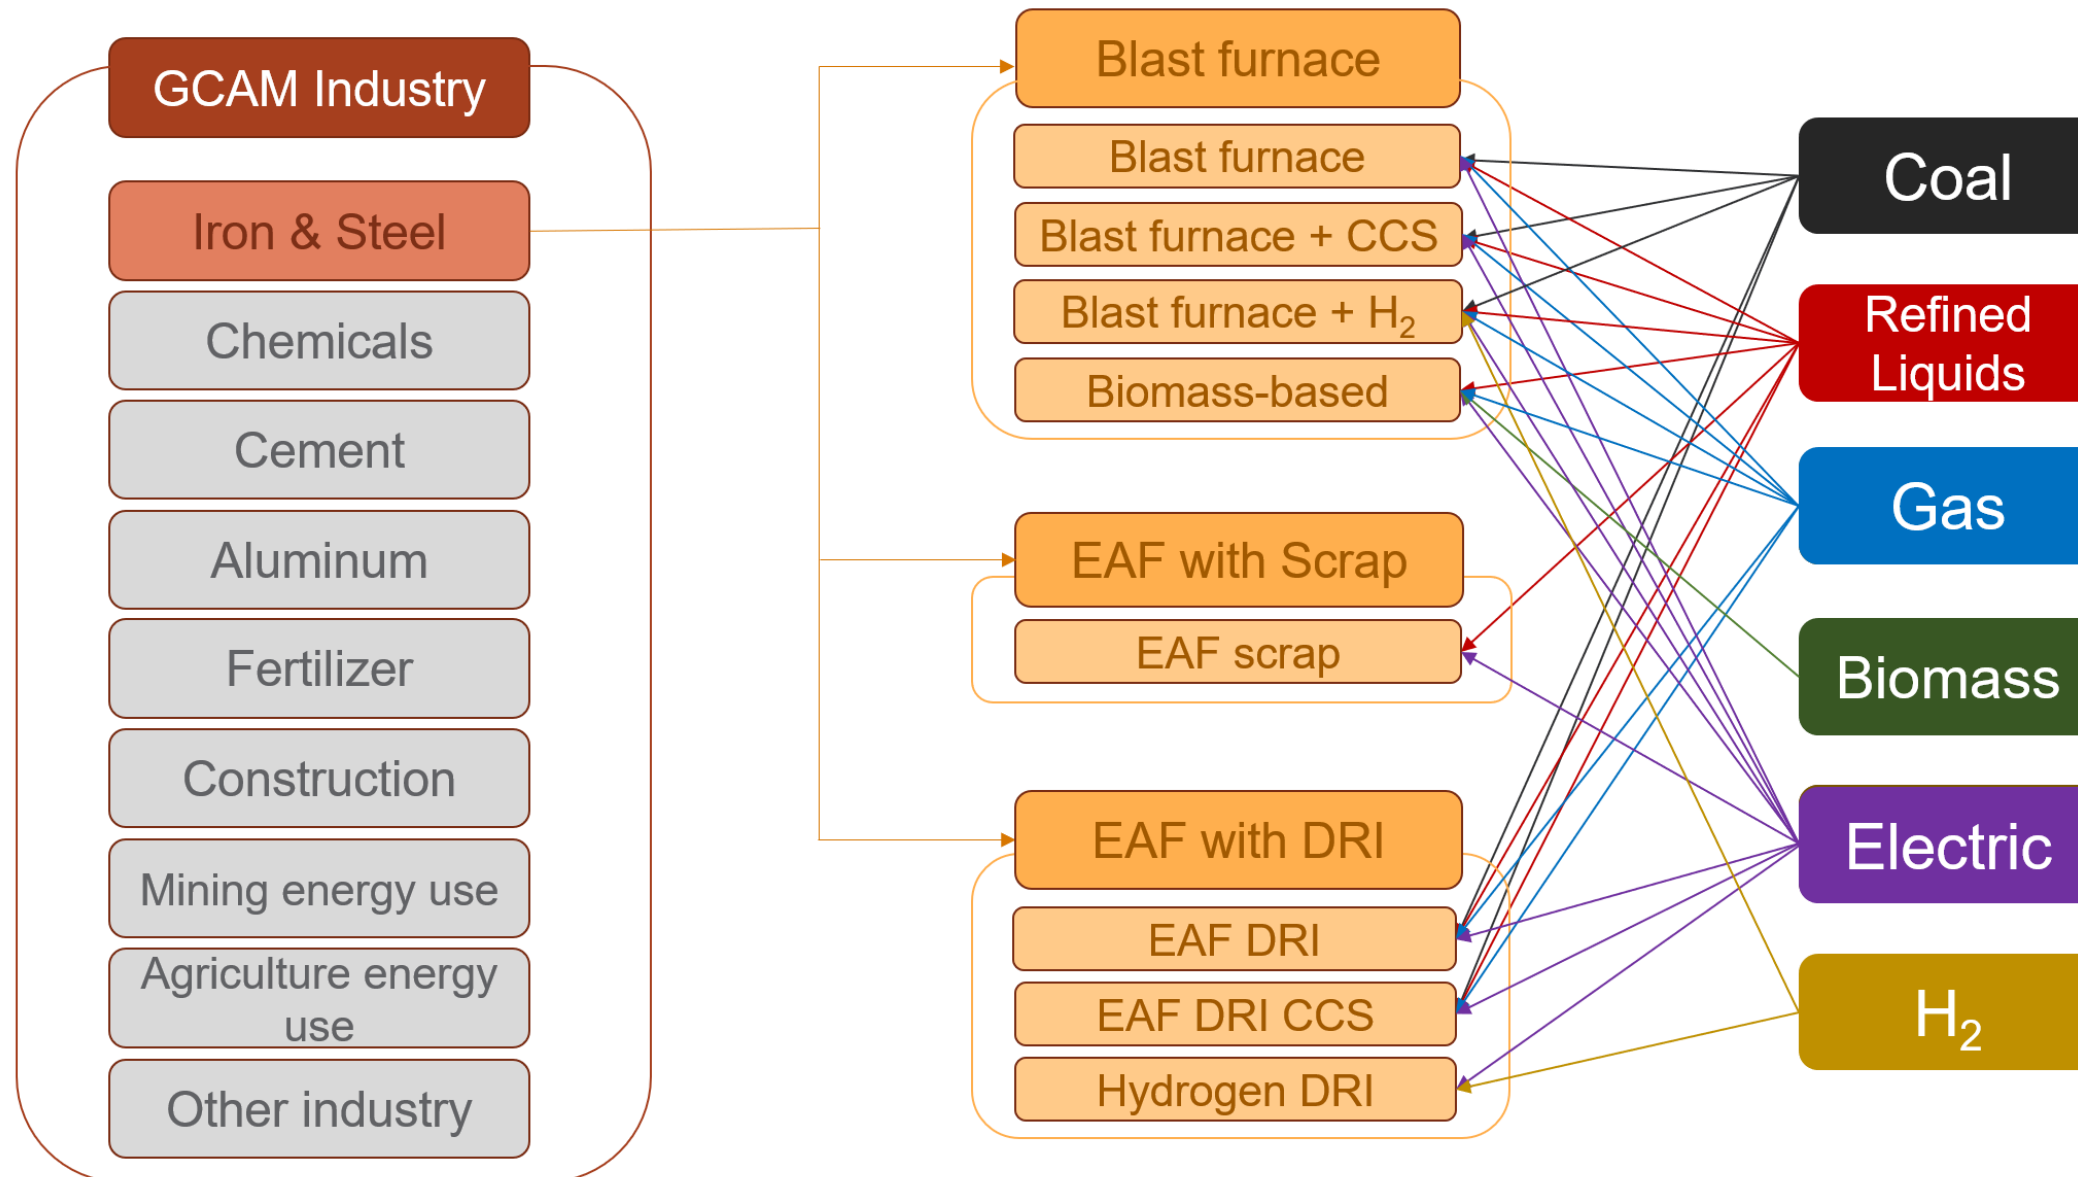 GCAM Industry
Iron & Steel
Chemicals
Cement
Aluminum
Fertilizer
Construction
Mining energy use
Agriculture energy
use
Other industry
Blast furnace
Blast furnace
Blast furnace + CCS
Blast furnace + H₂
Biomass-based
EAF with Scrap
EAF scrap
EAF with DRI
EAF DRI
EAF DRI CCS
Hydrogen DRI
Coal
Refined
Liquids
Gas
Biomass
Electric
H₂